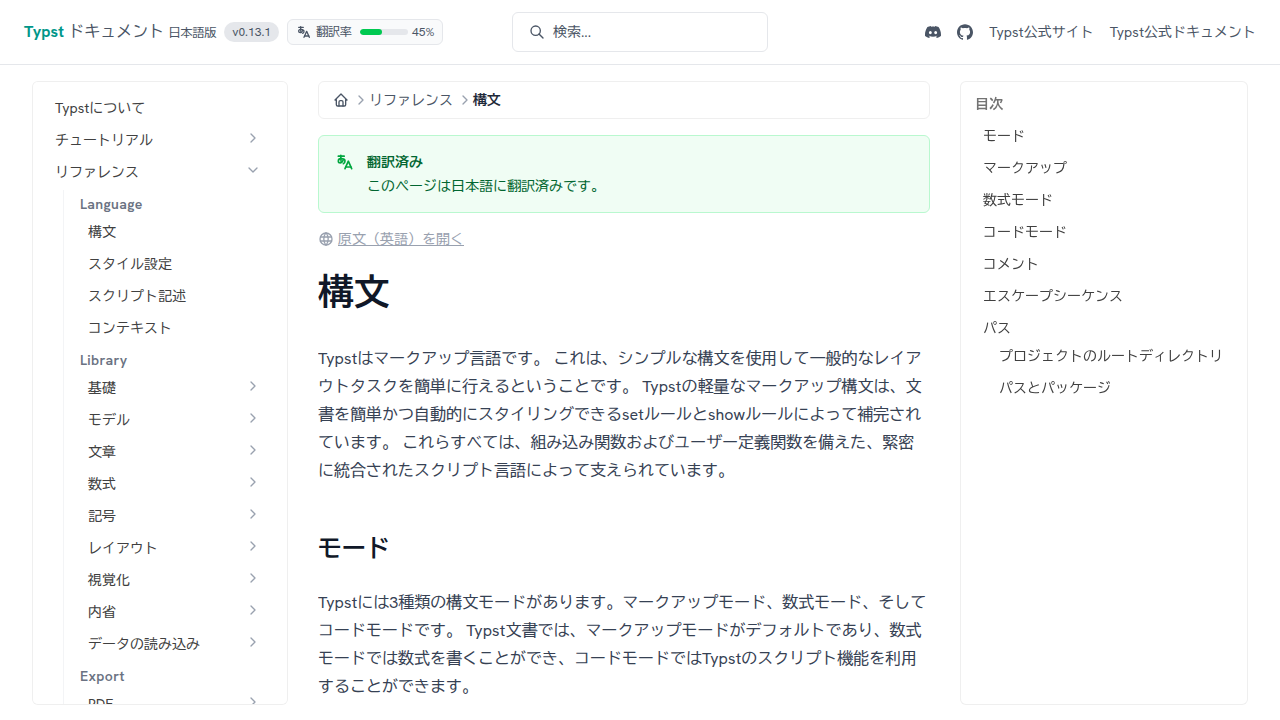 Typst ドキュメント 日本語版 v0.13.1 翻訳率 45% 検索... Typst公式サイト Typst公式ドキュメント
Typstについて
チュートリアル
リファレンス
Language
構文
スタイル設定
スクリプト記述
コンテキスト
Library
基礎
モデル
文章
数式
記号
レイアウト
視覚化
内省
データの読み込み
Export
PDF
リファレンス 構文
翻訳済み
このページは日本語に翻訳済みです。
原文（英語）を開く
構文
Typstはマークアップ言語です。 これは、シンプルな構文を使用して一般的なレイア
ウトタスクを簡単に行えるということです。 Typstの軽量なマークアップ構文は、文
書を簡単かつ自動的にスタイリングできるsetルールとshowルールによって補完され
ています。 これらすべては、組み込み関数およびユーザー定義関数を備えた、緊密
に統合されたスクリプト言語によって支えられています。
モード
Typstには3種類の構文モードがあります。マークアップモード、数式モード、そして
コードモードです。 Typst文書では、マークアップモードがデフォルトであり、数式
モードでは数式を書くことができ、コードモードではTypstのスクリプト機能を利用
することができます。
目次
モード
マークアップ
数式モード
コードモード
コメント
エスケープシーケンス
パス
プロジェクトのルートディレクトリ
パスとパッケージ